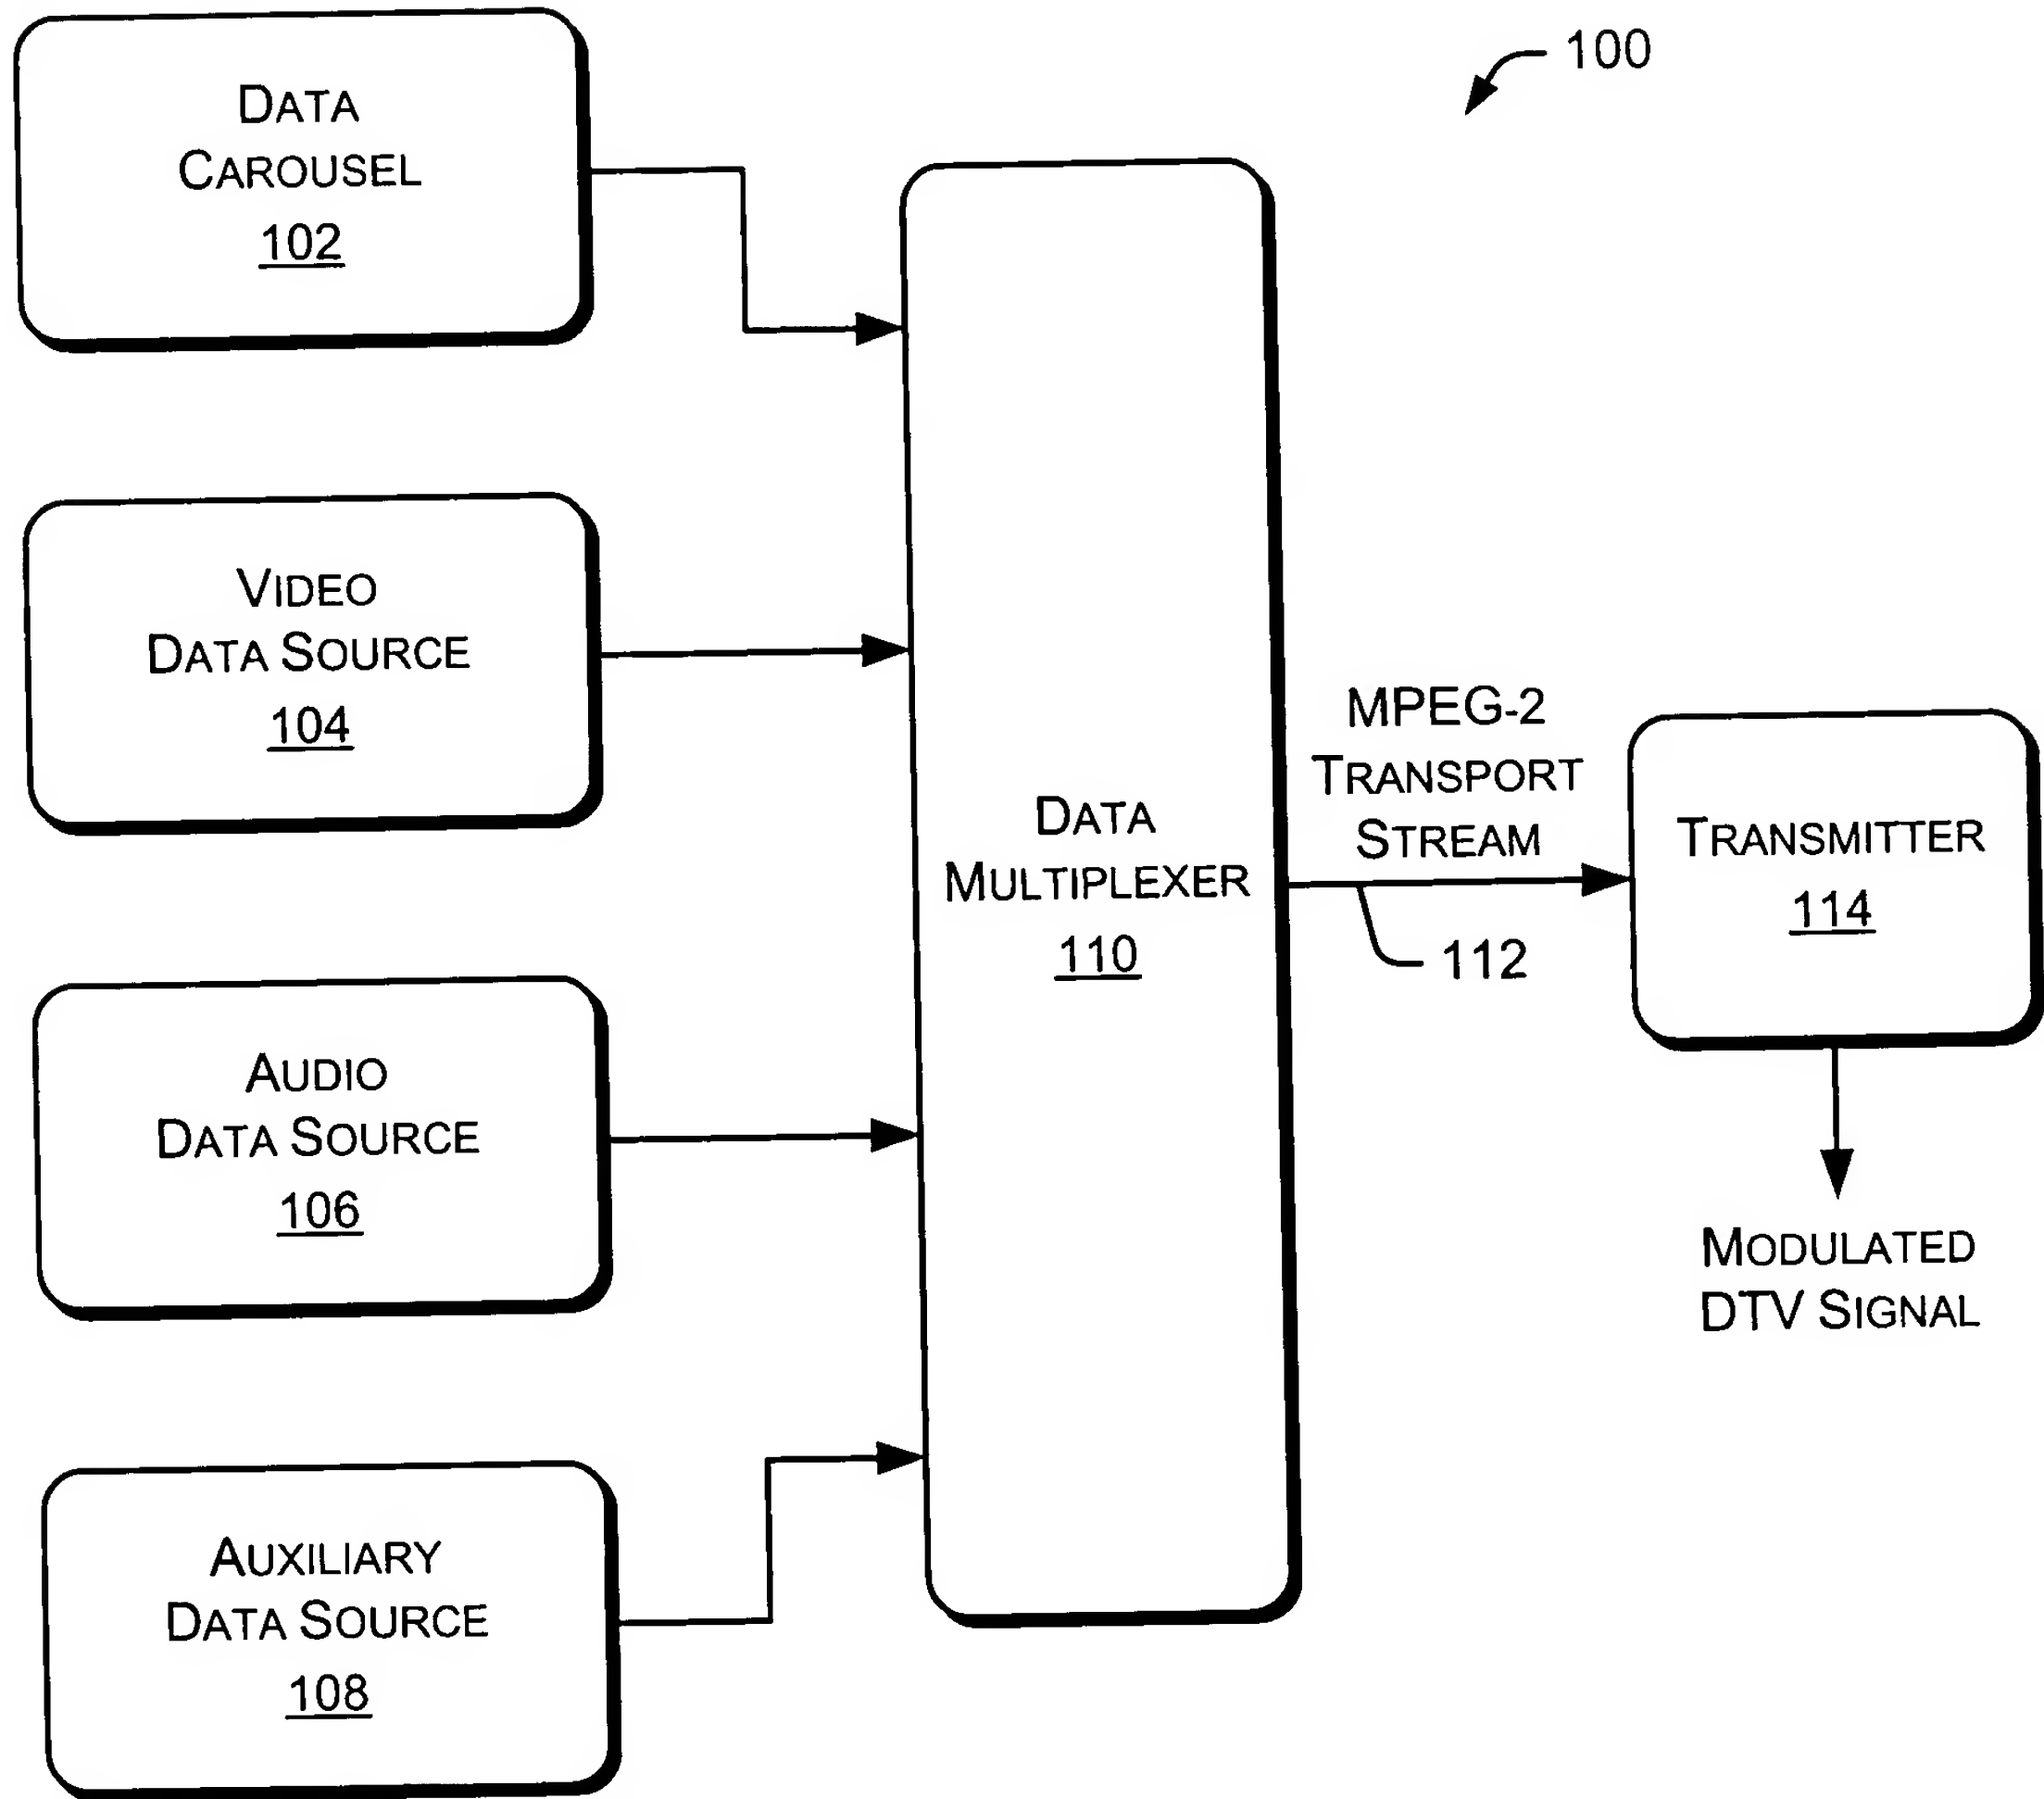 100
DATA
CAROUSEL
102
VIDEO
DATA SOURCE
104
AUDIO
DATA SOURCE
106
AUXILIARY
DATA SOURCE
108
DATA
MULTIPLEXER
110
MPEG-2
TRANSPORT
STREAM
112
TRANSMITTER
114
MODULATED
DTV SIGNAL